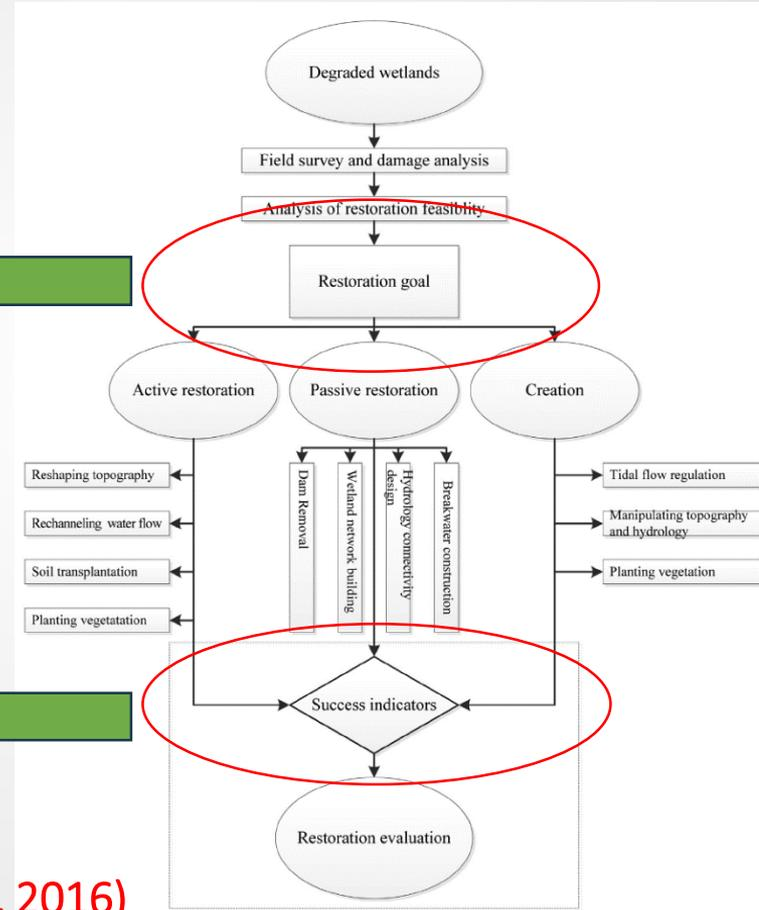 Degraded wetlands
Field survey and damage analysis
Analysis of restoration feasiblity
Restoration goal
Active restoration
Passive restoration
Creation
Reshaping topography
Rechanneling water flow
Soil transplantation
Planting vegetatation
Dam Removal
Wetland network building
Hydrology connectivity
design
Breakwater construction
Tidal flow regulation
Manipulating topography
and hydrology
Planting vegetation
Success indicators
Restoration evaluation
. 2016)